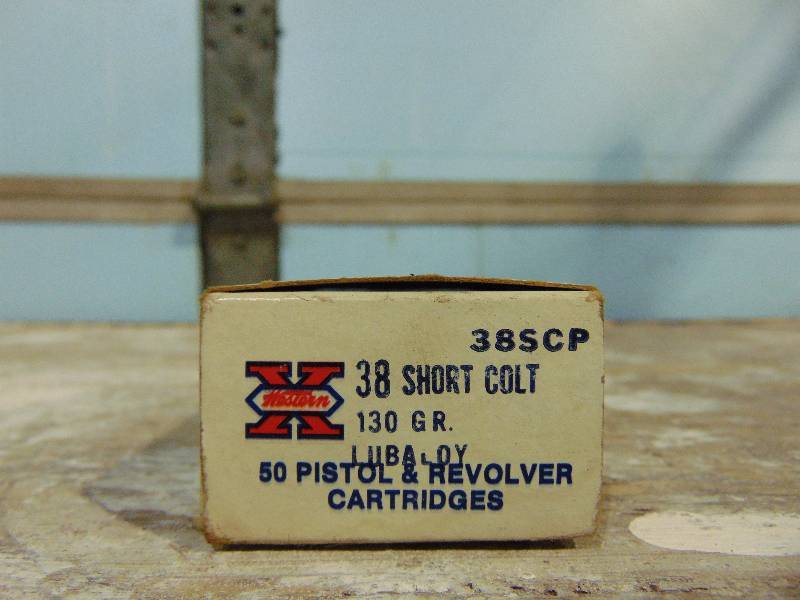 38SCP
X Western
38 SHORT COLT
130 GR.
LUBALOY
50 PISTOL & REVOLVER
CARTRIDGES